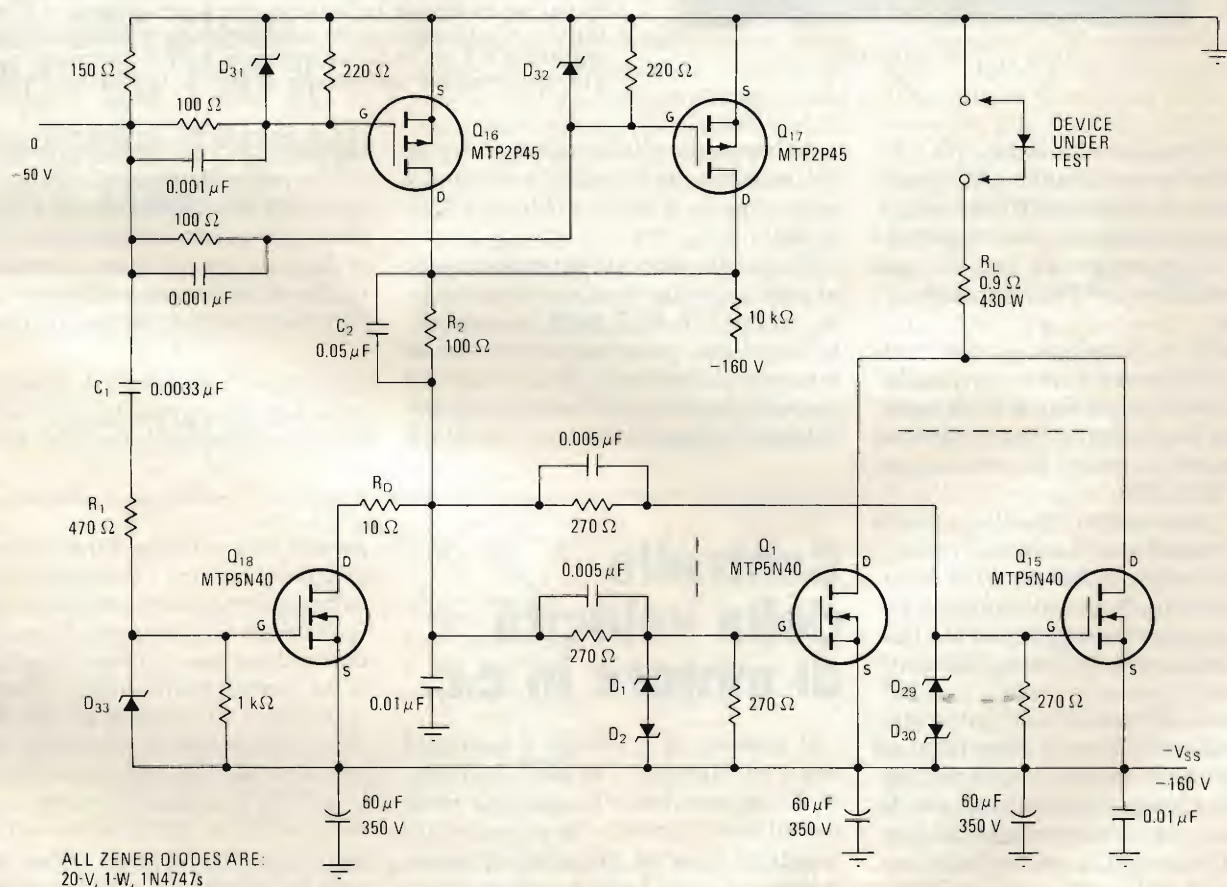 150 Ω
D31
220 Ω
100 Ω
0
-50 V
0.001 μF
100 Ω
0.001 μF
S
G
Q16
MTP2P45
D
D32
220 Ω
S
G
Q17
MTP2P45
D
DEVICE
UNDER
TEST
RL
0.9 Ω
430 W
C2
0.05 μF
R2
100 Ω
10 kΩ
-160 V
C1
0.0033 μF
R1
470 Ω
RD
10 Ω
0.005 μF
270 Ω
0.005 μF
270 Ω
Q18
MTP5N40
D
G
S
Q1
MTP5N40
D
G
S
Q15
MTP5N40
D
G
S
D33
1 kΩ
0.01 μF
D1
D2
270 Ω
D29
D30
270 Ω
-VSS
-160 V
60 μF
350 V
60 μF
350 V
60 μF
350 V
0.01 μF
ALL ZENER DIODES ARE:
20-V, 1-W, 1N4747s